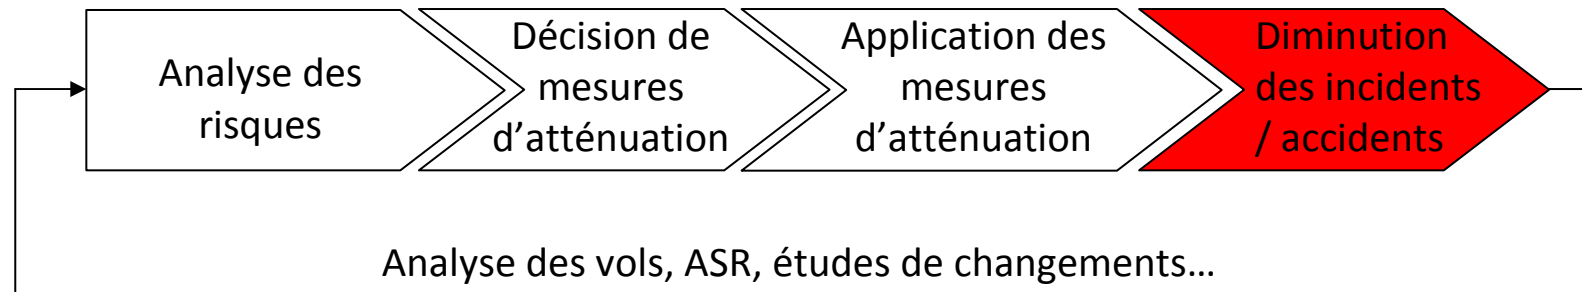 Analyse des
risques
Décision de
mesures
d’atténuation
Application des
mesures
d’atténuation
Diminution
des incidents
/ accidents
Analyse des vols, ASR, études de changements…